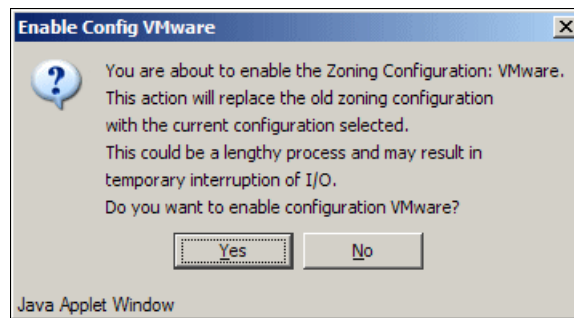 Enable Config VMware
You are about to enable the Zoning Configuration: VMware.
This action will replace the old zoning configuration
with the current configuration selected.
This could be a lengthy process and may result in
temporary interruption of I/O.
Do you want to enable configuration VMware?
Yes No
Java Applet Window